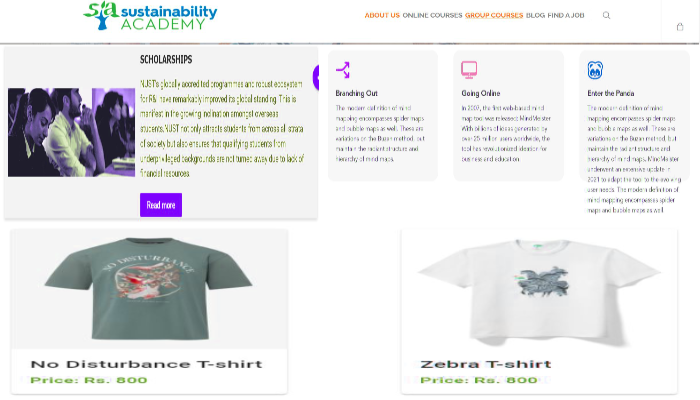 sa sustainability
ACADEMY
ABOUT US ONLINE COURSES GROUP COURSES BLOG FIND A JOB
SCHOLARSHIPS
NUST's globally accredited programmes and robust ecosystem
for R&I have remarkably improved its global standing. This is
manifest in the growing inclination amongst overseas
students.NUST not only attracts students from across all strata
of society but also ensures that qualifying students from
underprivileged backgrounds are not turned away due to lack of
financial resources.
Read more
Branching Out
The modern definition of mind
mapping encompasses spider maps
and bubble maps as well. These are
variations on the Buzan method, but
maintain the radiant structure and
hierarchy of mind maps.
Going Online
In 2007, the first web-based mind
map tool was released: MindMeister.
With billions of ideas generated by
over 25 million users worldwide, the
tool has revolutionized ideation for
business and education
Enter the Panda
The modern definition of mind
mapping encompasses spider maps
and bubble maps as well. These are
variations on the Buzan method, but
maintain the radiant structure and
hierarchy of mind maps. MindMeister
underwent an extensive update in
2021 to adapt the tool to the evolving
user needs. The modern definition of
mind mapping encompasses spider
maps and bubble maps as well.
NO DISTURBANCE
No Disturbance T-shirt
Price: Rs. 800
Zebra T-shirt
Price: Rs. 800